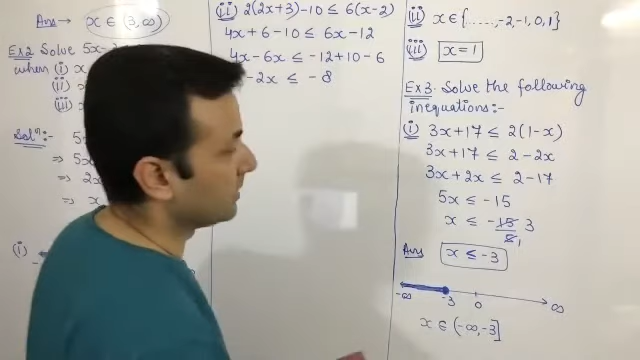 Ans → x ∈ (3, ∞)
Ex2 Solve 5x-
when (i) x
(ii) x
(iii) x
Solⁿ:- 5
⇒ 5x
⇒ 2x
⇒ x
(i)
(ii) 2(2x+3)-10 ≤ 6(x-2)
4x+6-10 ≤ 6x-12
4x-6x ≤ -12+10-6
-2x ≤ -8
(ii) x ∈ {......,-2,-1,0,1}
(iii) x=1
Ex3. Solve the following
inequations:-
(i) 3x+17 ≤ 2(1-x)
3x+17 ≤ 2-2x
3x+2x ≤ 2-17
5x ≤ -15
x ≤ -15/5 3
1
Ans x ≤ -3
-∞ -3 0 ∞
x ∈ (-∞,-3]